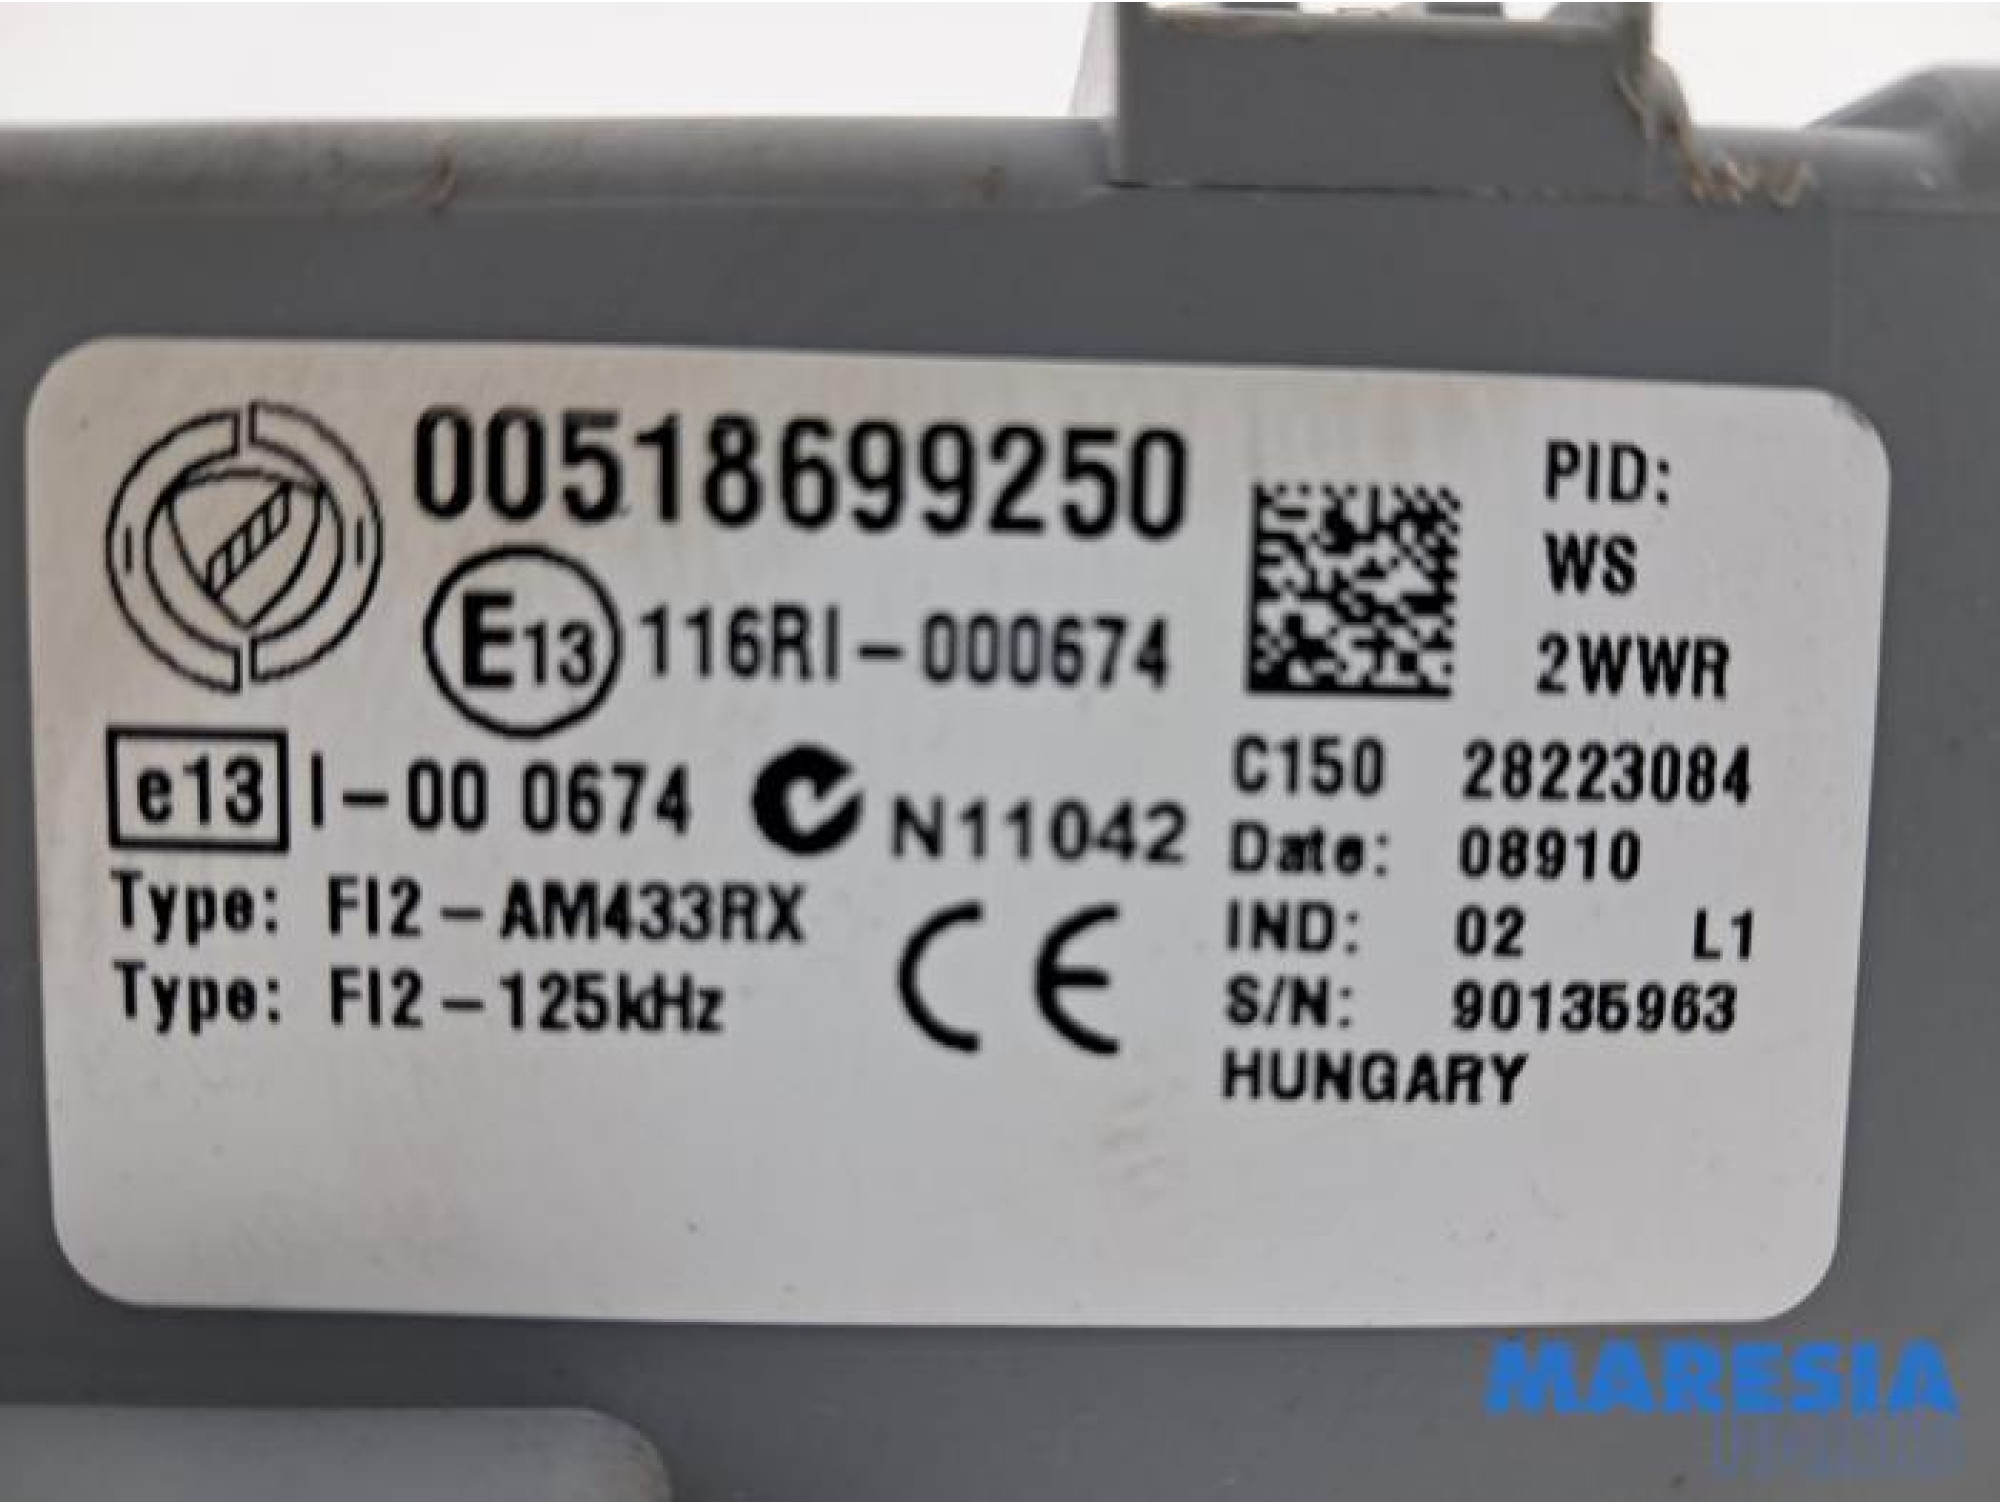 00518699250
E13 116RI-000674
e13 I-00 0674 N11042
Type: FI2-AM433RX
Type: FI2-125kHz
CE
PID:
WS
2WWR
C150 28223084
Date: 08910
IND: 02 L1
S/N: 90135963
HUNGARY
MARESIA